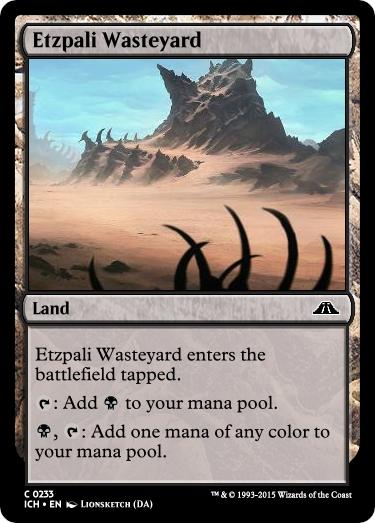 Etzpali Wasteyard
Land
Etzpali Wasteyard enters the
battlefield tapped.
: Add to your mana pool.
, : Add one mana of any color to
your mana pool.
C 0233
ICH • EN LIONSKETCH (DA)
™ & © 1993-2015 Wizards of the Coast